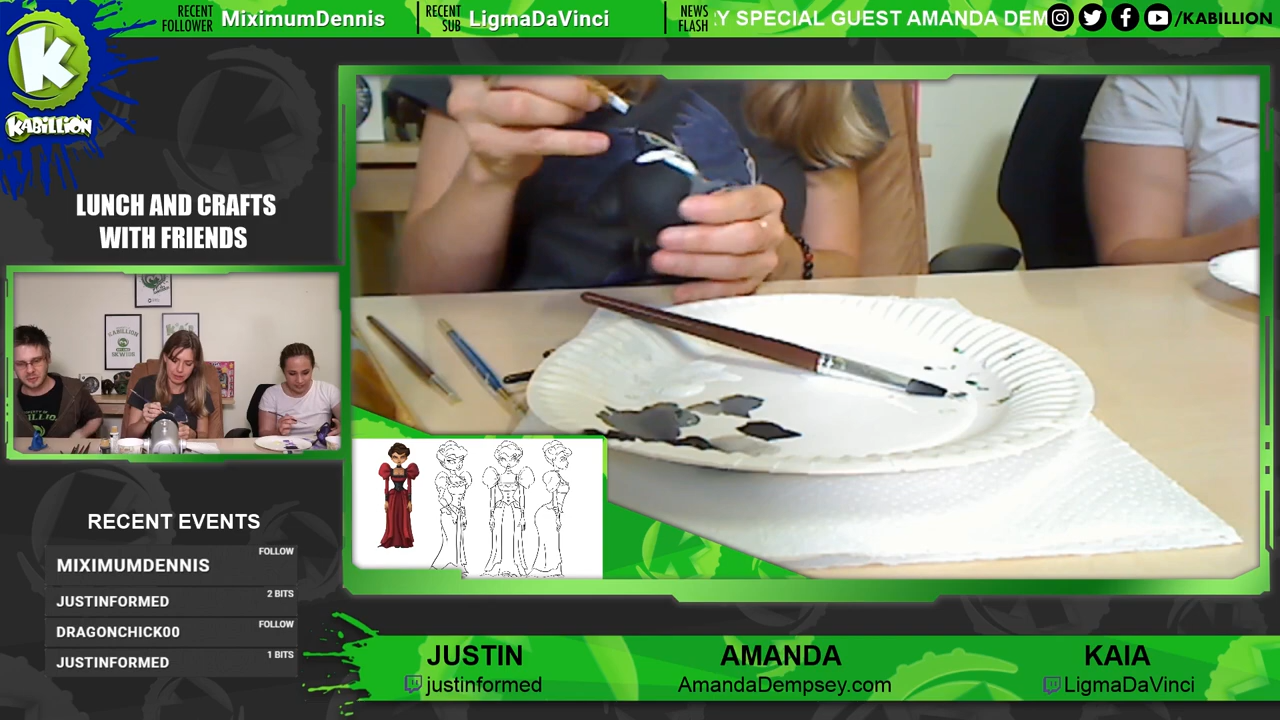 RECENT
FOLLOWER
MiximumDennis
RECENT
SUB
LigmaDaVinci
NEWS
FLASH
Y SPECIAL GUEST AMANDA DEM
/KABILLION
K
KABILLION
LUNCH AND CRAFTS
WITH FRIENDS
RECENT EVENTS
MIXIMUMDENNIS FOLLOW
JUSTINFORMED 2 BITS
DRAGONCHICK00 FOLLOW
JUSTINFORMED 1 BITS
JUSTIN
justinformed
AMANDA
AmandaDempsey.com
KAIA
LigmaDaVinci